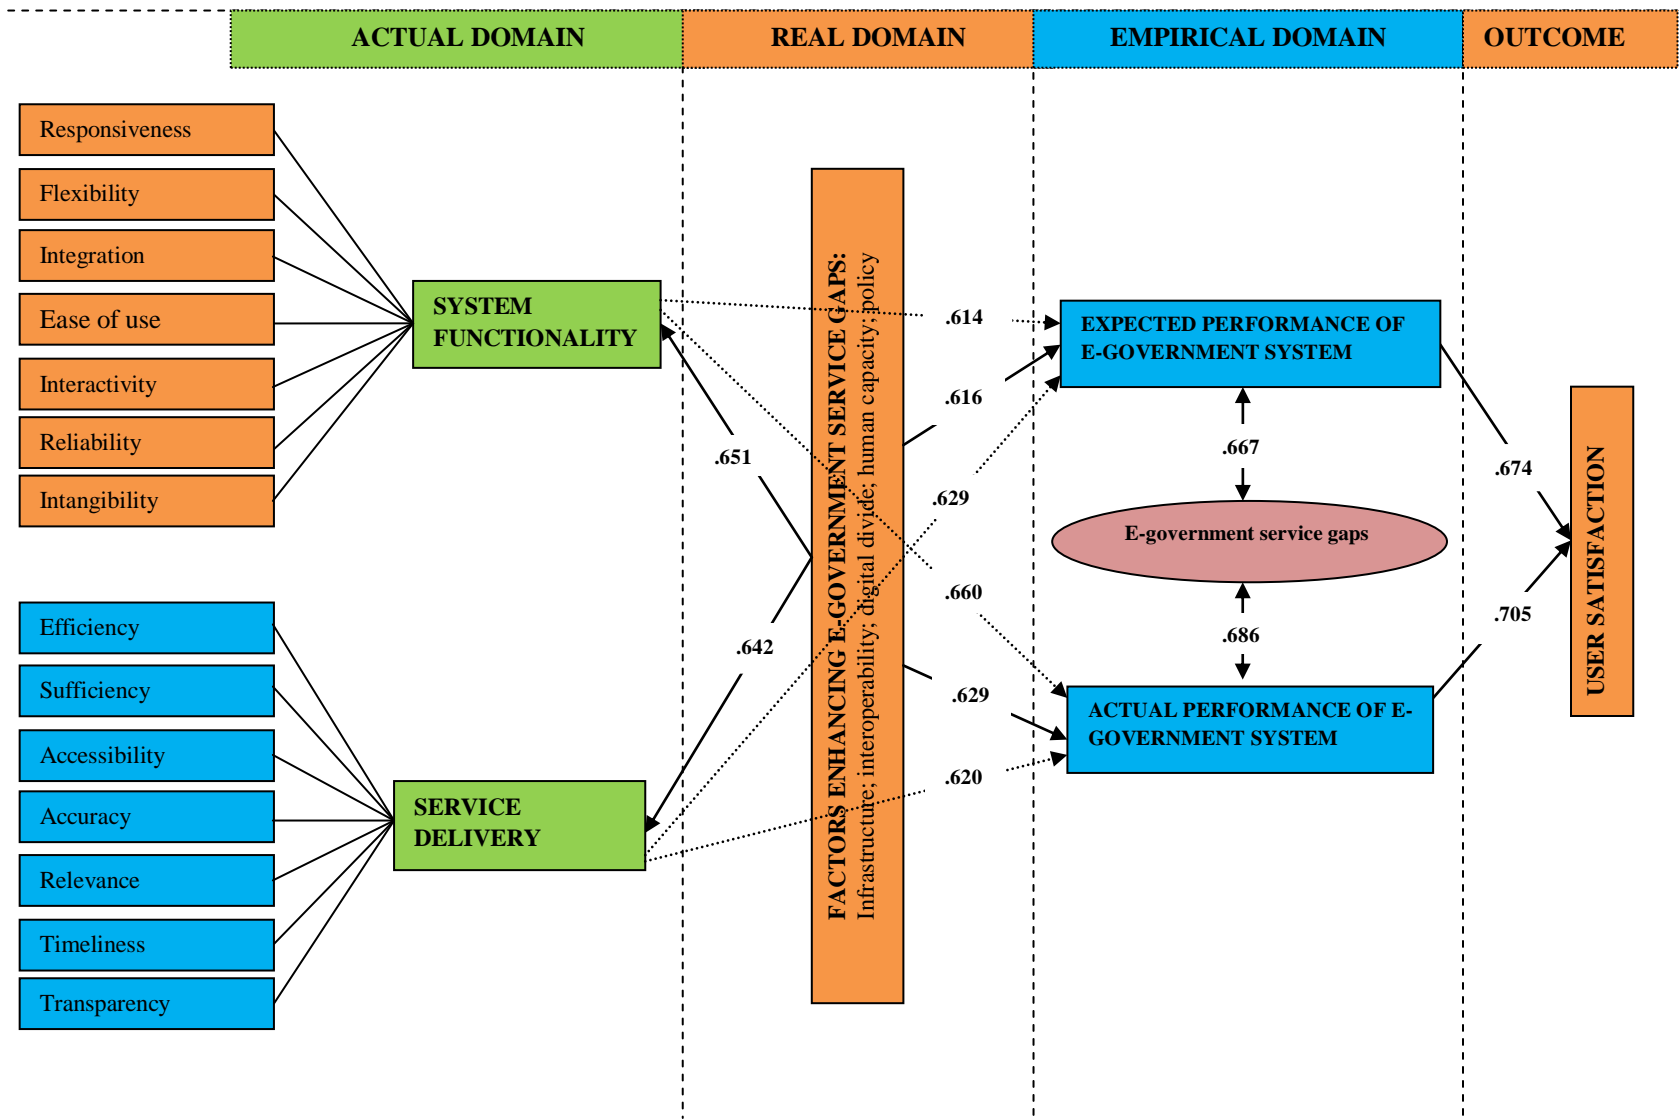 ACTUAL DOMAIN
REAL DOMAIN
EMPIRICAL DOMAIN
OUTCOME
Responsiveness
Flexibility
Integration
Ease of use
Interactivity
Reliability
Intangibility
SYSTEM
FUNCTIONALITY
Efficiency
Sufficiency
Accessibility
Accuracy
Relevance
Timeliness
Transparency
SERVICE
DELIVERY
.651
.642
FACTORS ENHANCING E-GOVERNMENT SERVICE GAPS:
Infrastructure; interoperability; digital divide; human capacity; policy
.614
.616
.629
.660
.629
.620
EXPECTED PERFORMANCE OF
E-GOVERNMENT SYSTEM
.667
E-government service gaps
.686
ACTUAL PERFORMANCE OF E-
GOVERNMENT SYSTEM
.674
.705
USER SATISFACTION